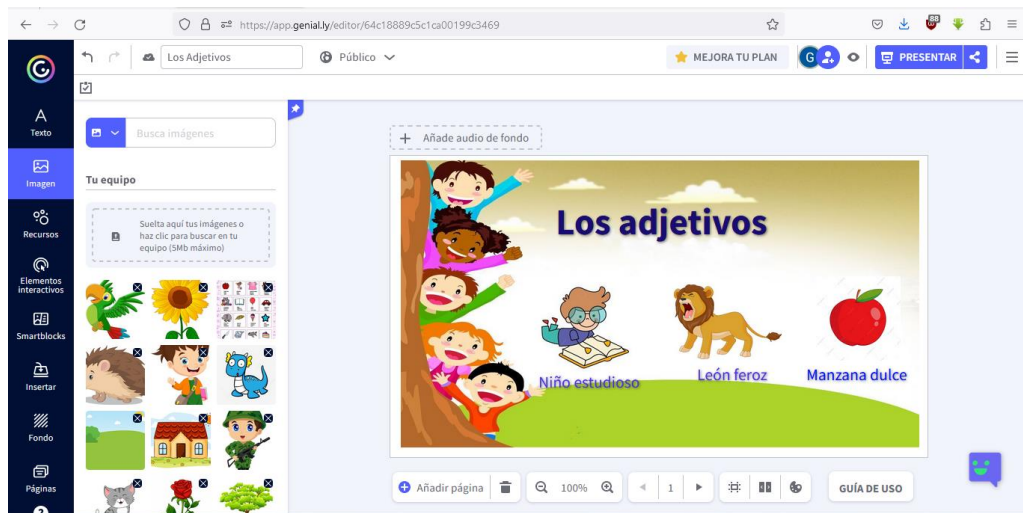 https://app.genial.ly/editor/64c18889c5c1ca00199c3469
88
Los Adjetivos
Público
MEJORA TU PLAN
G
PRESENTAR
Texto
Imagen
Recursos
Elementos
interactivos
Smartblocks
Insertar
Fondo
Páginas
Busca imágenes
Tu equipo
Suelta aquí tus imágenes o
haz clic para buscar en tu
equipo (5Mb máximo)
+ Añade audio de fondo
Los adjetivos
Niño estudioso
León feroz
Manzana dulce
Añadir página
100%
1
GUÍA DE USO